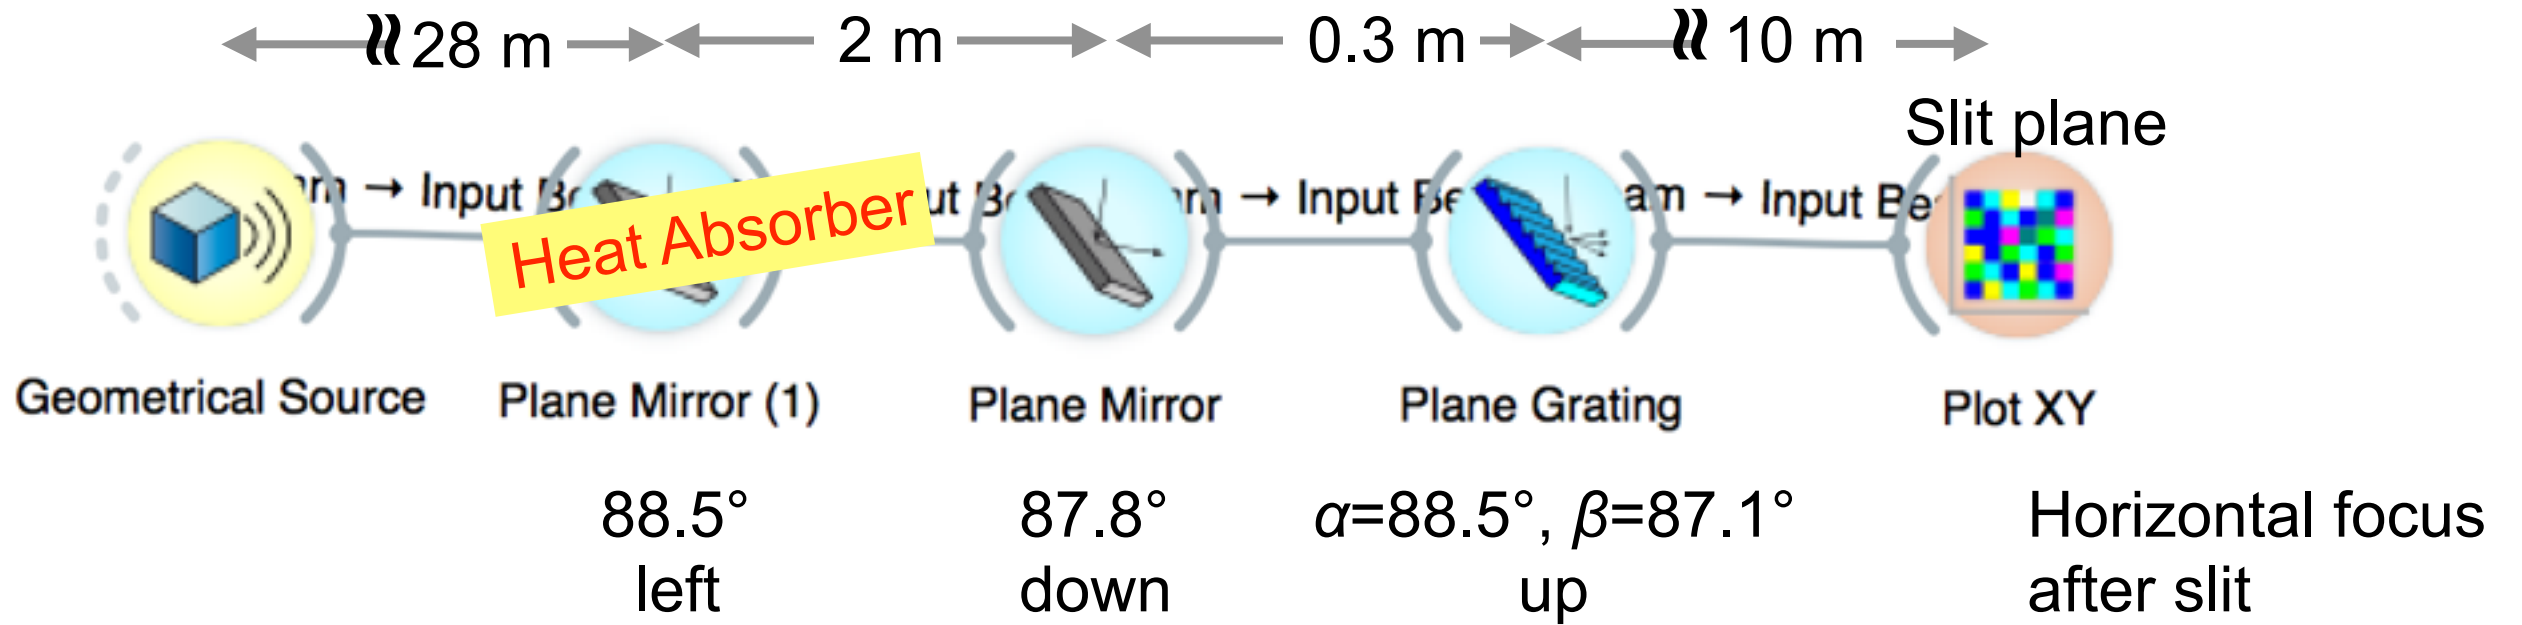 ≈ 28 m 2 m 0.3 m ≈ 10 m
Slit plane
→ Input → Input → Input
Heat Absorber
Geometrical Source Plane Mirror (1) Plane Mirror Plane Grating Plot XY
88.5° 87.8° α=88.5°, β=87.1° Horizontal focus
left down up after slit